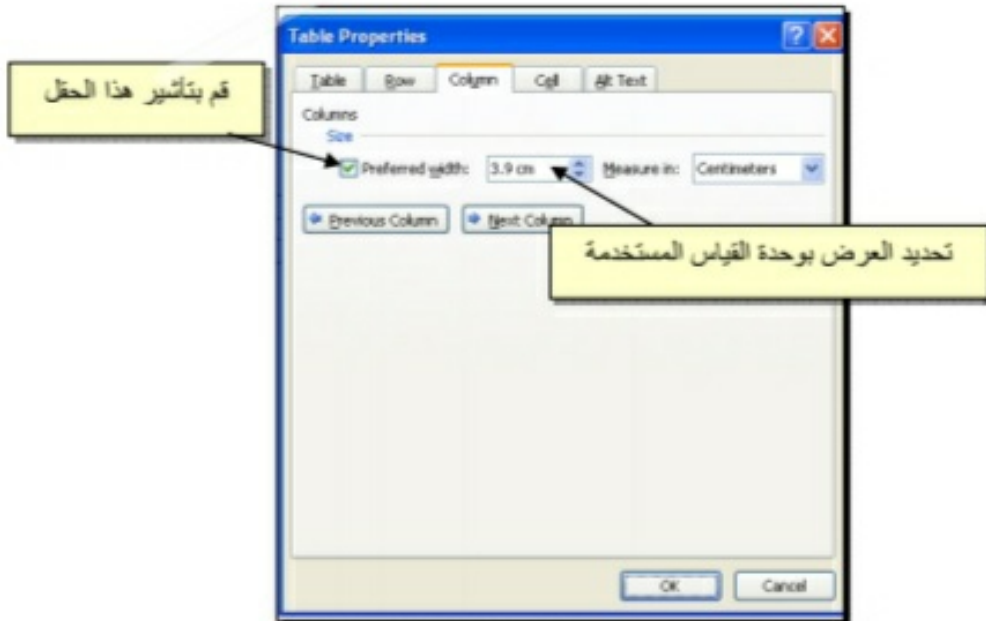 Table Properties
Table Row Column Cell Alt Text
قم بتأشير هذا الحقل
Columns
Size
Preferred width: 3.9 cm Measure in: Centimeters
Previous Column Next Column
تحديد العرض بوحدة القياس المستخدمة
OK Cancel